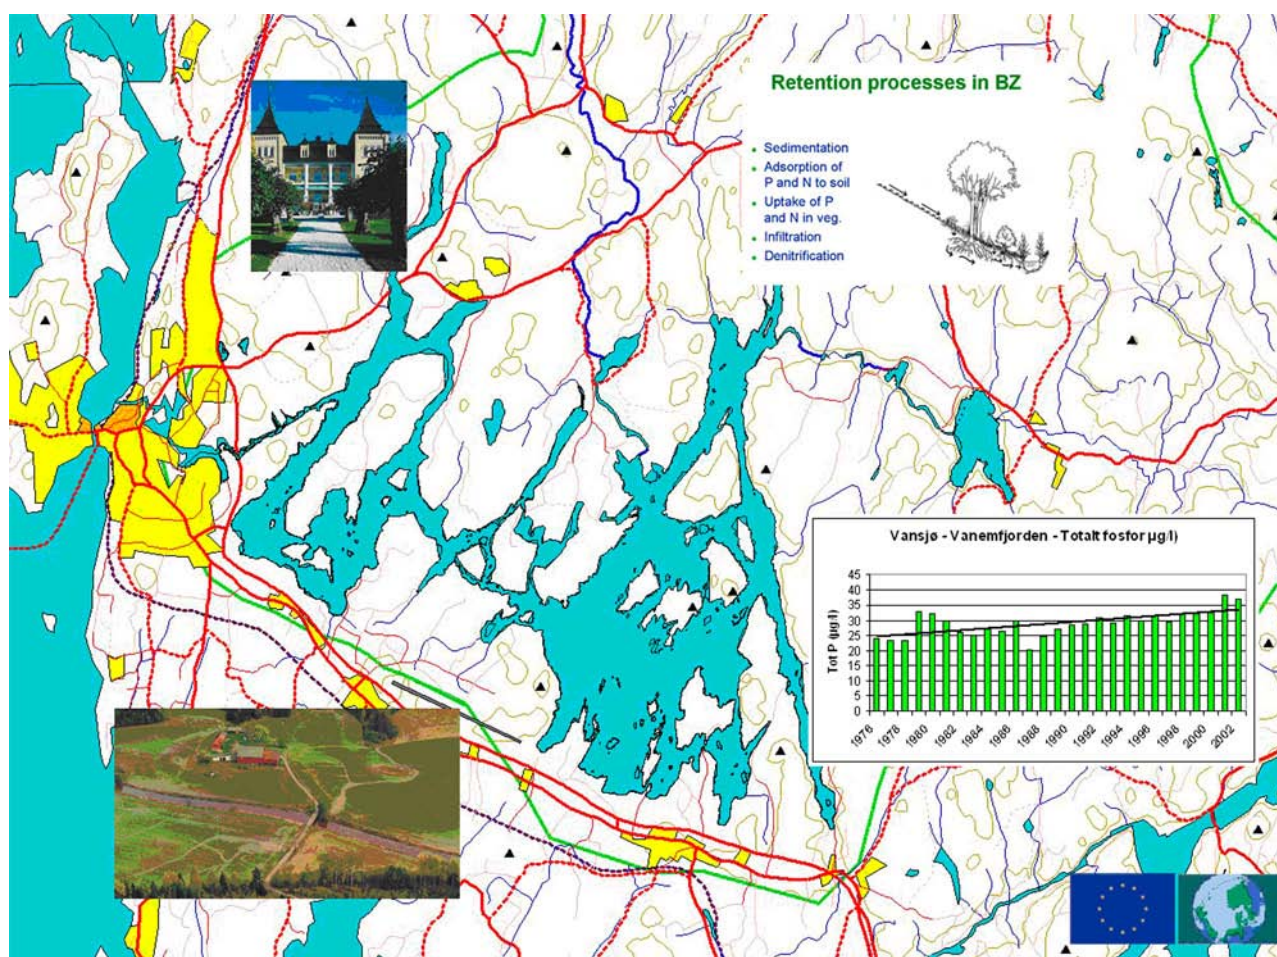 Retention processes in BZ
• Sedimentation
• Adsorption of
P and N to soil
• Uptake of P
and N in veg.
• Infiltration
• Denitrification
Vansjø - Vanemfjorden - Totalt fosfor µg/l)
Tot P (µg/l)
45
40
35
30
25
20
15
10
5
0
1976
1978
1980
1982
1984
1986
1988
1990
1992
1994
1996
1998
2000
2002